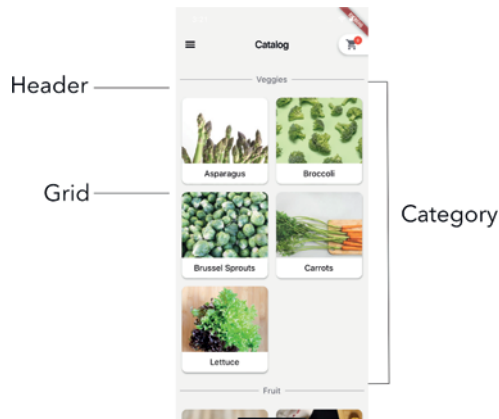 Catalog
Veggies
Header
Asparagus
Broccoli
Grid
Category
Brussel Sprouts
Carrots
Lettuce
Fruit